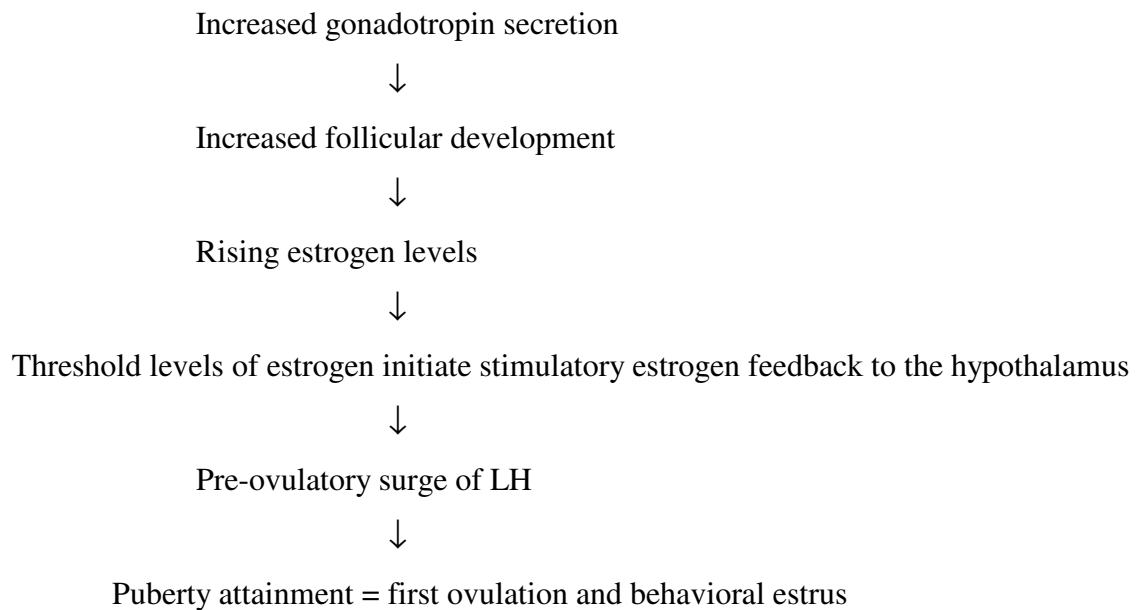 Increased gonadotropin secretion
↓
Increased follicular development
↓
Rising estrogen levels
↓
Threshold levels of estrogen initiate stimulatory estrogen feedback to the hypothalamus
↓
Pre-ovulatory surge of LH
↓
Puberty attainment = first ovulation and behavioral estrus